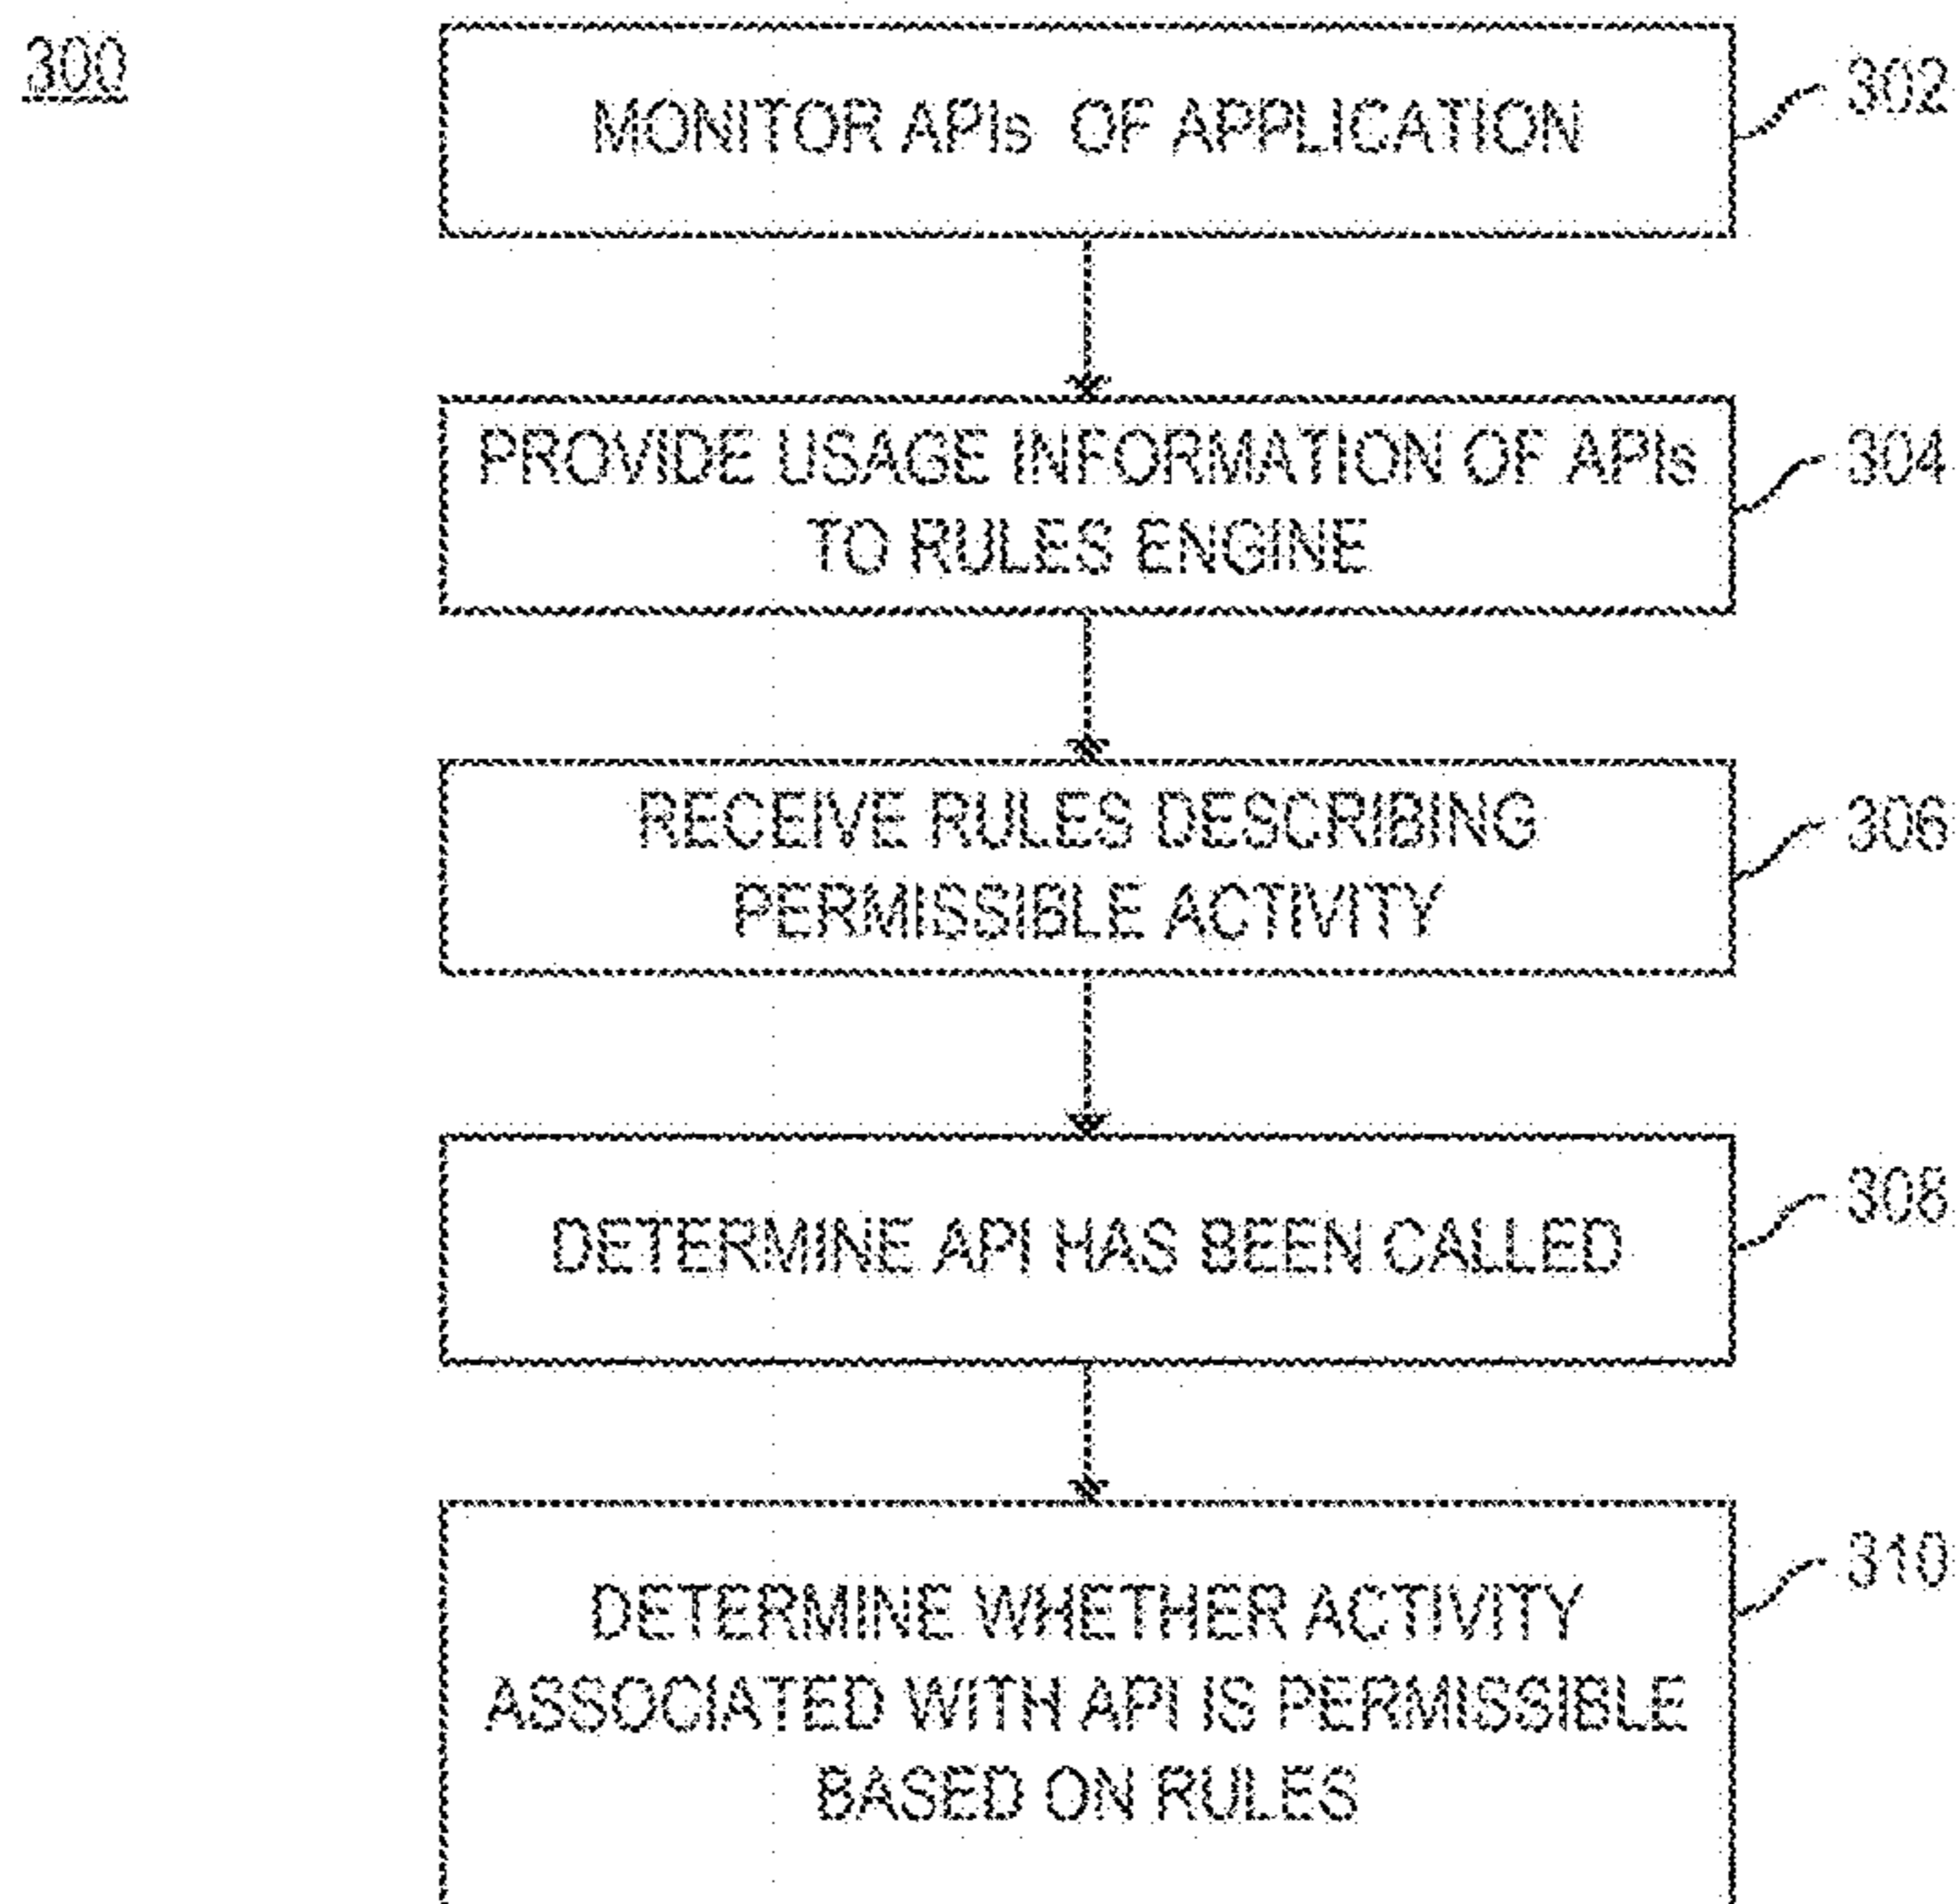 300
MONITOR APIs OF APPLICATION
302
PROVIDE USAGE INFORMATION OF APIs
TO RULES ENGINE
304
RECEIVE RULES DESCRIBING
PERMISSIBLE ACTIVITY
306
DETERMINE API HAS BEEN CALLED
308
DETERMINE WHETHER ACTIVITY
ASSOCIATED WITH API IS PERMISSIBLE
BASED ON RULES
310